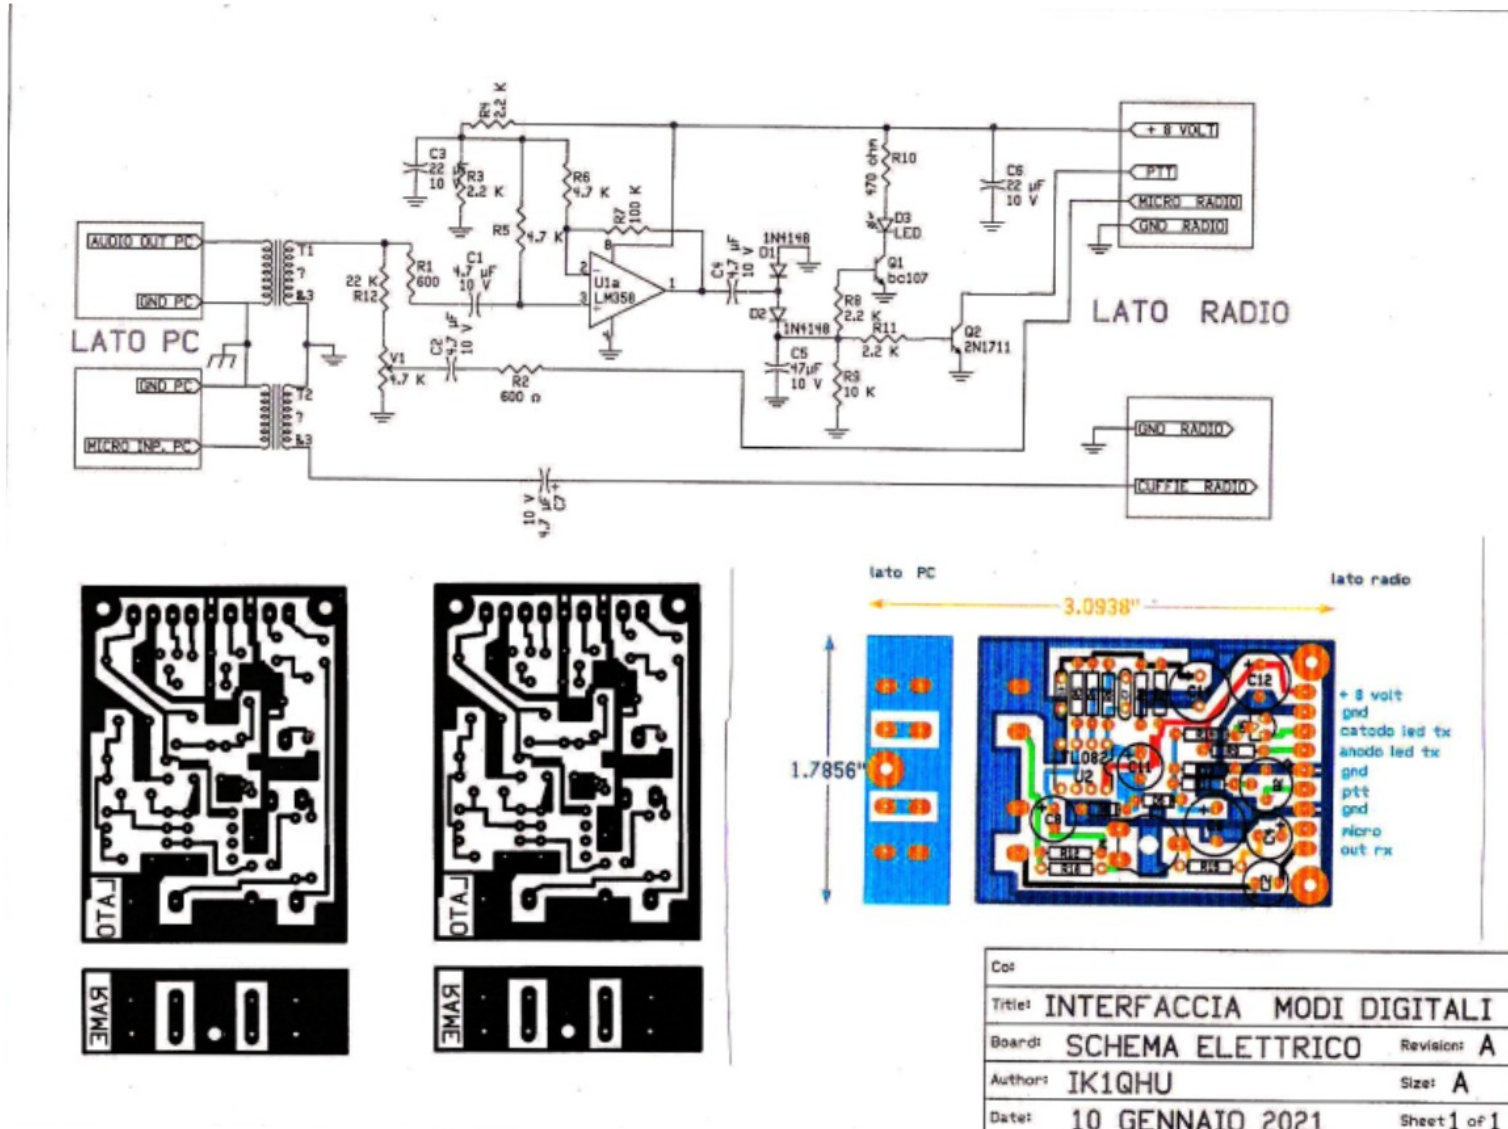 R4
2.2 K
C3
22 µF
10 V
R3
2.2 K
R6
4.7 K
R7
100 K
R5
4.7 K
8
2
3
1
4
U1a
LM358
C1
4.7 µF
10 V
R1
600
22 K
R12
V1
4.7 K
C2
4.7 µF
10 V
R2
600 Ω
C4
4.7 µF
10 V
1N4148
D1
D2
1N4148
C5
47µF
10 V
R8
2.2 K
R9
10 K
R11
2.2 K
470 ohm
R10
D3
LED
Q1
bc107
Q2
2N1711
C6
22 µF
10 V
+ 8 VOLT
PTT
MICRO RADIO
GND RADIO
LATO RADIO
GND RADIO
CUFFIE RADIO
AUDIO OUT PC
GND PC
LATO PC
GND PC
MICRO INP. PC
T1
?
T2
?
10 V
4.7 µF
C7
LATO
RAME
LATO
RAME
lato PC
lato radio
3.0938"
1.7856"
C12
TL082
U2
C11
C8
R12
R15
+ 8 volt
gnd
catodo led tx
anodo led tx
gnd
ptt
gnd
micro
out rx
Co:
Title: INTERFACCIA MODI DIGITALI
Board: SCHEMA ELETTRICO Revision: A
Author: IK1QHU Size: A
Date: 10 GENNAIO 2021 Sheet 1 of 1